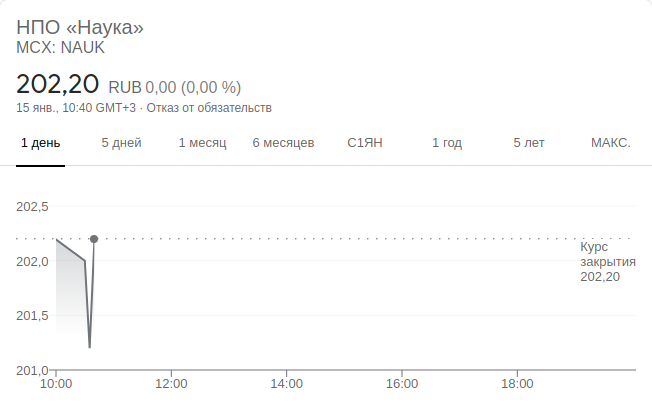 НПО «Наука»
MCX: NAUK
202,20 RUB 0,00 (0,00 %)
15 янв., 10:40 GMT+3 · Отказ от обязательств
1 день 5 дней 1 месяц 6 месяцев С1ЯН 1 год 5 лет МАКС.
202,5
Курс
закрытия
202,20
202,0
201,5
201,0
10:00 12:00 14:00 16:00 18:00